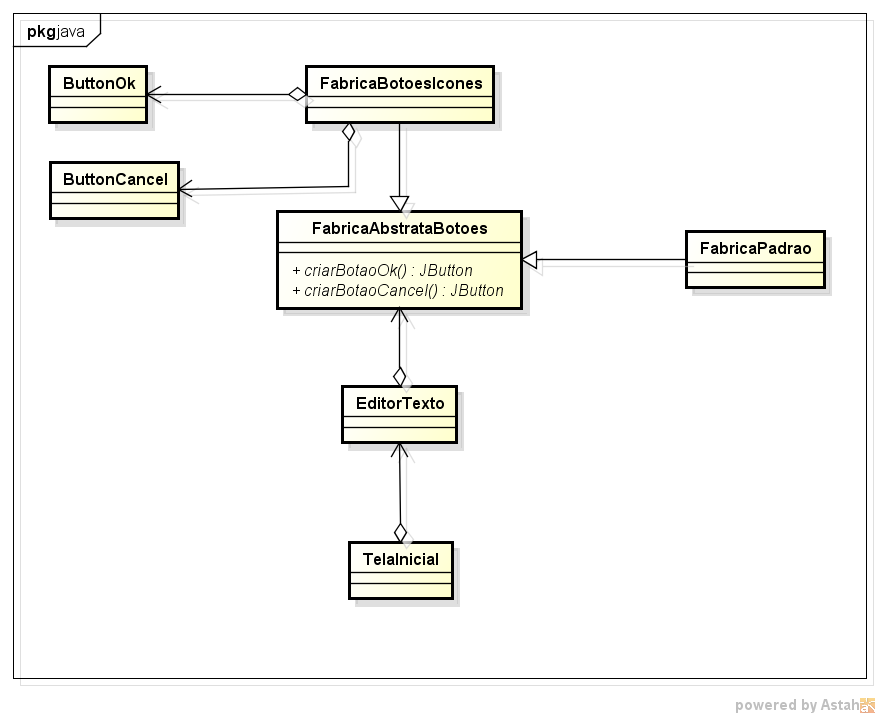 pkg java
ButtonOk
FabricaBotoesIcones
ButtonCancel
FabricaAbstrataBotoes
+ criarBotaoOk() : JButton
+ criarBotaoCancel() : JButton
FabricaPadrao
EditorTexto
TelaInicial
powered by Astah